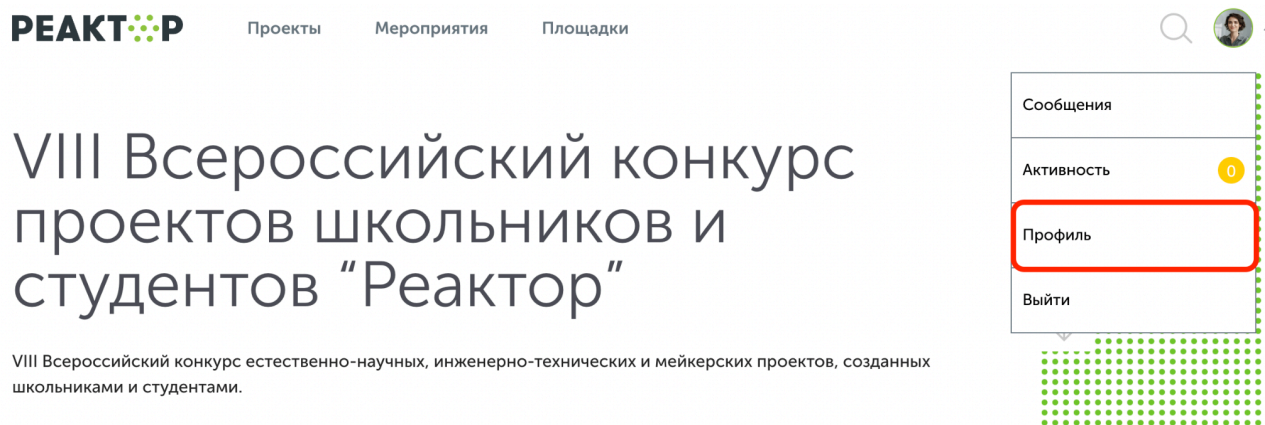 РЕАКТОР
Проекты
Мероприятия
Площадки
Сообщения
Активность
0
Профиль
Выйти
VIII Всероссийский конкурс
проектов школьников и
студентов “Реактор”
VIII Всероссийский конкурс естественно-научных, инженерно-технических и мейкерских проектов, созданных
школьниками и студентами.